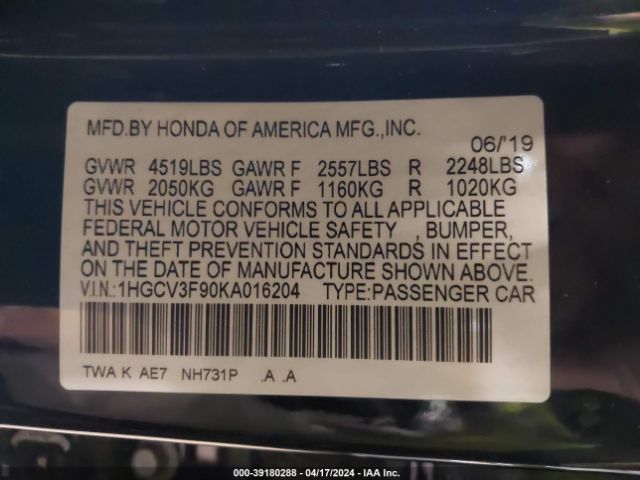 MFD.BY HONDA OF AMERICA MFG.,INC.
06/'19
GVWR 4519LBS GAWR F 2557LBS R 2248LBS
GVWR 2050KG GAWR F 1160KG R 1020KG
THIS VEHICLE CONFORMS TO ALL APPLICABLE
FEDERAL MOTOR VEHICLE SAFETY , BUMPER,
AND THEFT PREVENTION STANDARDS IN EFFECT
ON THE DATE OF MANUFACTURE SHOWN ABOVE.
V.I.N.:1HGCV3F90KA016204 TYPE:PASSENGER CAR
TWA K AE7 NH731P .A .A
000-39180288 - 04/17/2024 - IAA Inc.